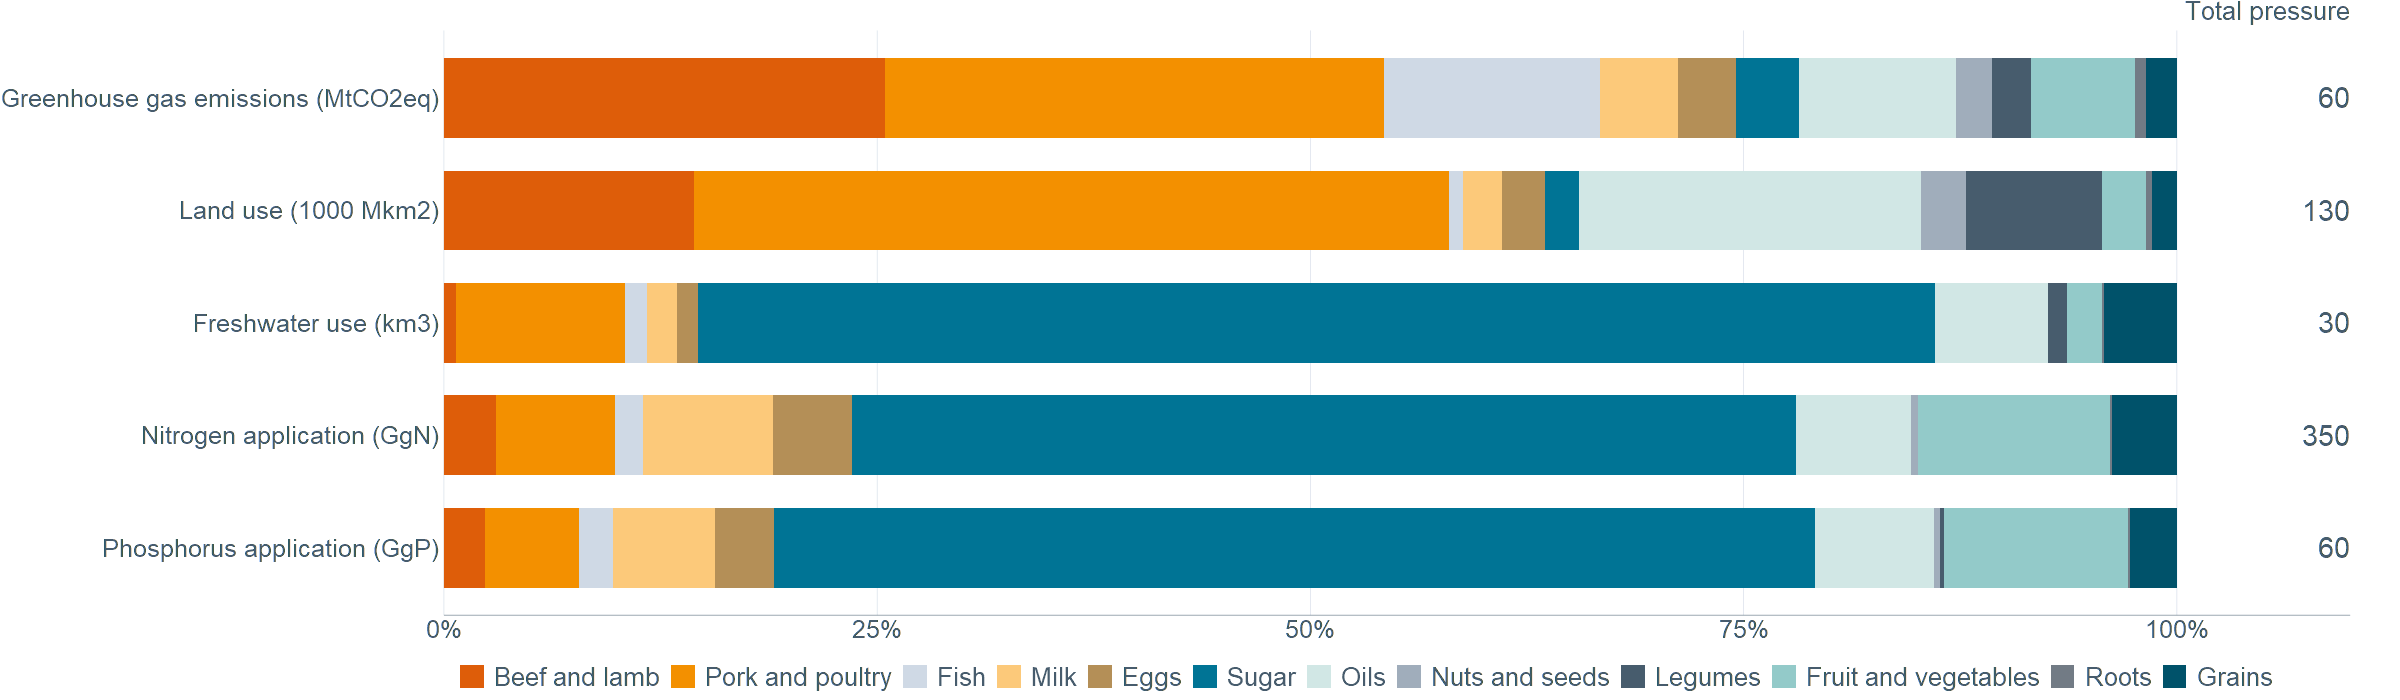 Total pressure
Greenhouse gas emissions (MtCO2eq) 60
Land use (1000 Mkm2) 130
Freshwater use (km3) 30
Nitrogen application (GgN) 350
Phosphorus application (GgP) 60
0% 25% 50% 75% 100%
Beef and lamb Pork and poultry Fish Milk Eggs Sugar Oils Nuts and seeds Legumes Fruit and vegetables Roots Grains